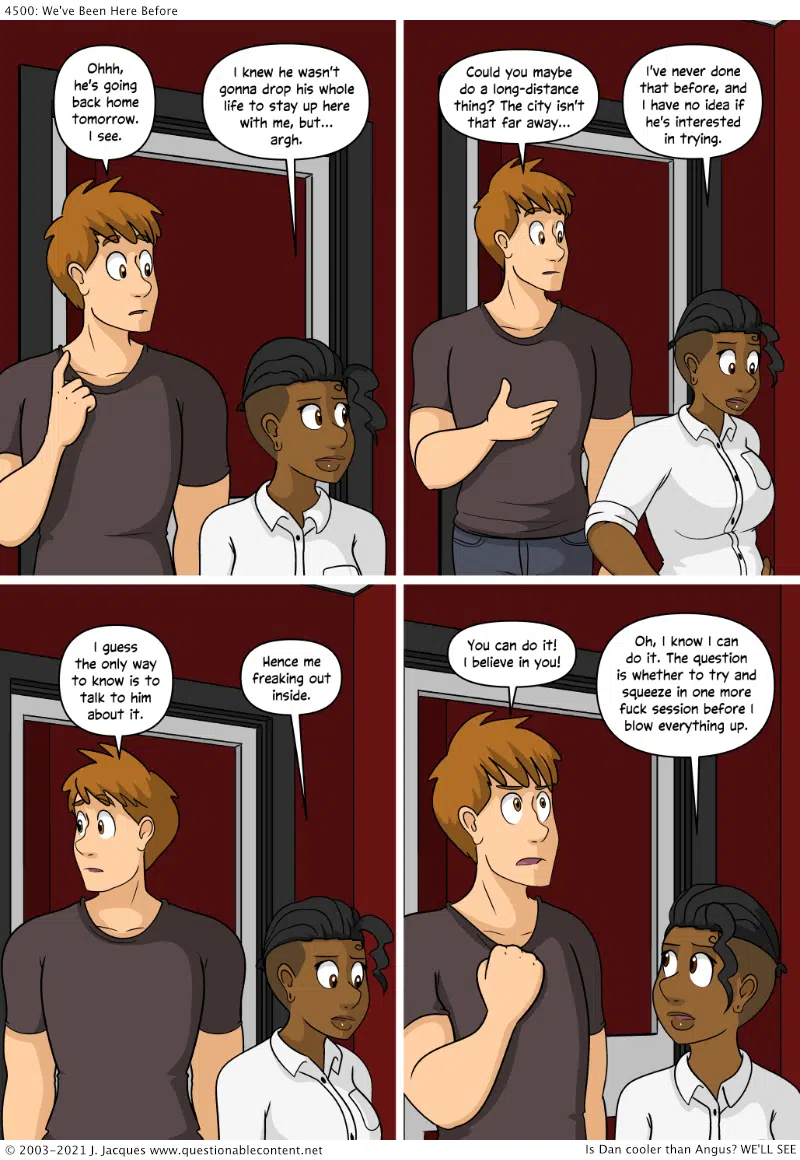 4500: We've Been Here Before
Ohhh,
he's going
back home
tomorrow.
I see.
I knew he wasn't
gonna drop his whole
life to stay up here
with me, but...
argh.
Could you maybe
do a long-distance
thing? The city isn't
that far away...
I've never done
that before, and
I have no idea if
he's interested
in trying.
I guess
the only way
to know is to
talk to him
about it.
Hence me
freaking out
inside.
You can do it!
I believe in you!
Oh, I know I can
do it. The question
is whether to try and
squeeze in one more
fuck session before I
blow everything up.
© 2003-2021 J. Jacques www.questionablecontent.net
Is Dan cooler than Angus? WE'LL SEE